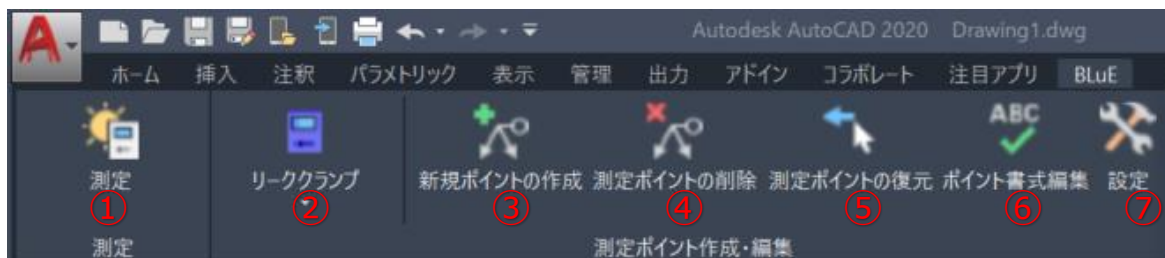 Autodesk AutoCAD 2020 Drawing1.dwg
ホーム 挿入 注釈 パラメトリック 表示 管理 出力 アドイン コラボレート 注目アプリ BLuE
ABC
測定 リーククランプ 新規ポイントの作成 測定ポイントの削除 測定ポイントの復元 ポイント書式編集 設定
① ② ③ ④ ⑤ ⑥ ⑦
測定 測定ポイント作成・編集